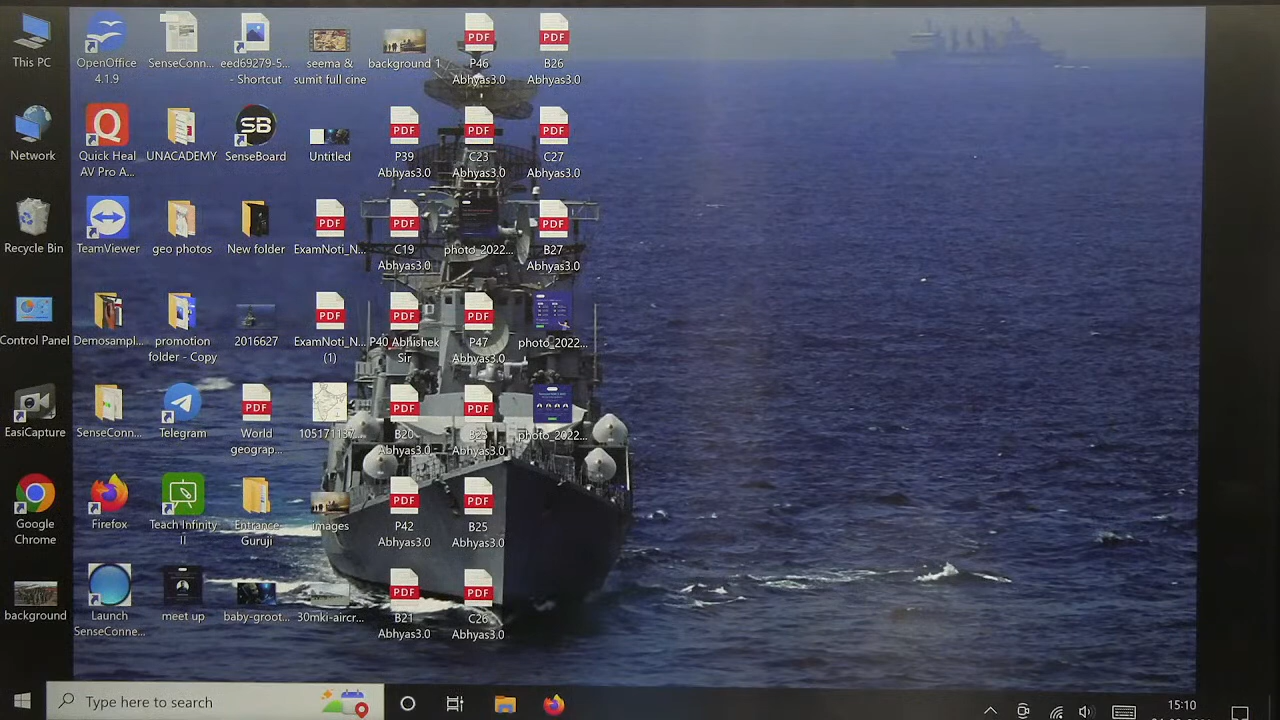 This PC
OpenOffice
4.1.9
SenseConn...
eed69279-5...
- Shortcut
seema &
sumit full cine
background 1
PDF
P46
Abhyas3.0
PDF
B26
Abhyas3.0
Network
Quick Heal
AV Pro A...
UNACADEMY
SB
SenseBoard
Untitled
PDF
P39
Abhyas3.0
PDF
C23
Abhyas3.0
PDF
C27
Abhyas3.0
Recycle Bin
TeamViewer
geo photos
New folder
PDF
ExamNoti_N...
PDF
C19
Abhyas3.0
photo_2022...
PDF
B27
Abhyas3.0
Control Panel
Demosampl...
promotion
folder - Copy
2016627
PDF
ExamNoti_N...
(1)
PDF
P40 Abhishek
Sir
PDF
P47
Abhyas3.0
photo_2022...
EasiCapture
SenseConn...
Telegram
PDF
World
geograp...
105171137...
PDF
B20
Abhyas3.0
PDF
B23
Abhyas3.0
photo_2022...
Google
Chrome
Firefox
Teach Infinity
II
Entrance-
Guruji
images
PDF
P42
Abhyas3.0
PDF
B25
Abhyas3.0
background
Launch
SenseConne...
meet up
baby-groot...
30mki-aircr...
PDF
B21
Abhyas3.0
PDF
C26
Abhyas3.0
Type here to search
15:10